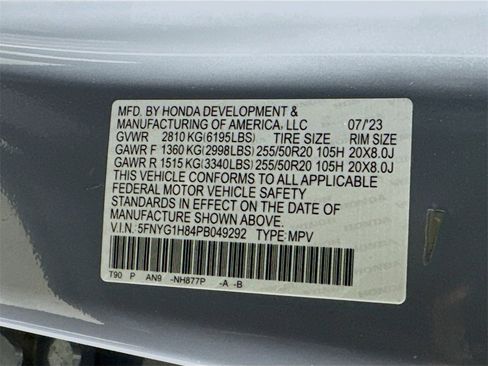 MFD. BY HONDA DEVELOPMENT &
MANUFACTURING OF AMERICA, LLC 07/'23
GVWR 2810 KG(6195LBS) TIRE SIZE RIM SIZE
GAWR F 1360 KG(2998LBS) 255/50R20 105H 20X8.0J
GAWR R 1515 KG(3340LBS) 255/50R20 105H 20X8.0J
THIS VEHICLE CONFORMS TO ALL APPLICABLE
FEDERAL MOTOR VEHICLE SAFETY
STANDARDS IN EFFECT ON THE DATE OF
MANUFACTURE SHOWN ABOVE.
V.I.N. 5FNYG1H84PB049292 TYPE:MPV
T90 P AN9 -NH877P -A -B